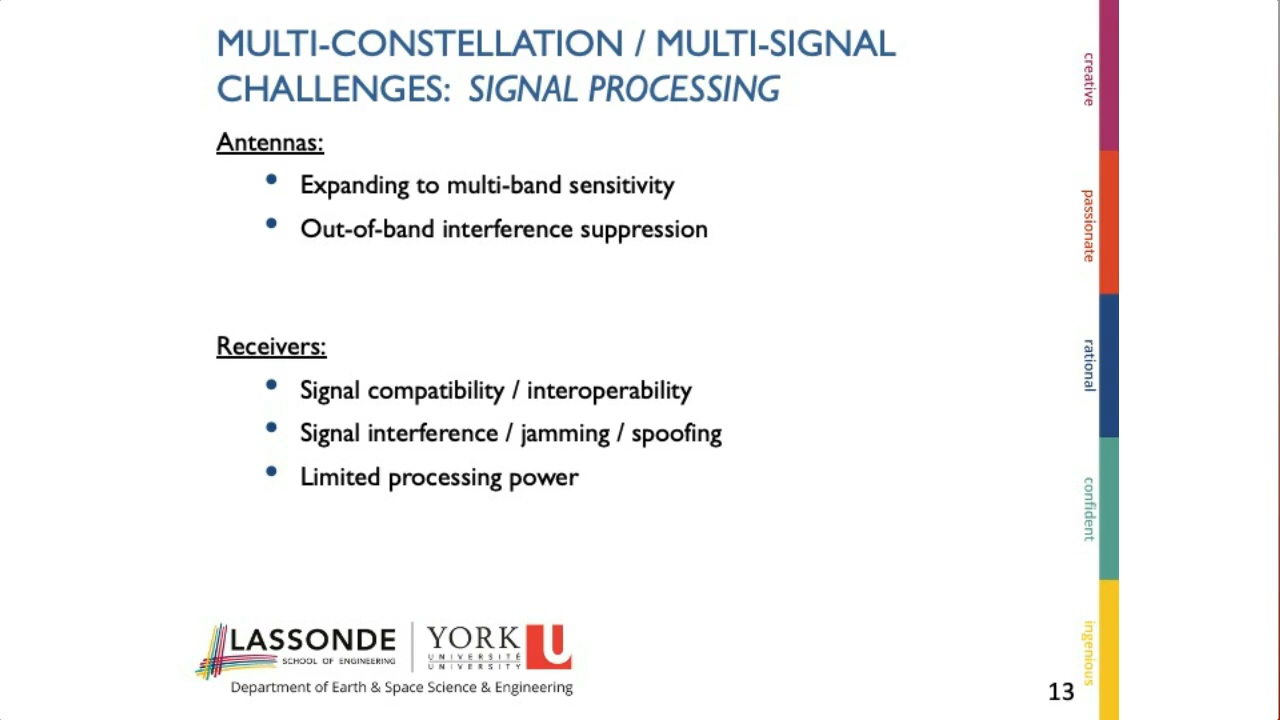 MULTI-CONSTELLATION / MULTI-SIGNAL
CHALLENGES: SIGNAL PROCESSING
Antennas:
• Expanding to multi-band sensitivity
• Out-of-band interference suppression
Receivers:
• Signal compatibility / interoperability
• Signal interference / jamming / spoofing
• Limited processing power
creative
passionate
rational
confident
ingenious
LASSONDE
SCHOOL OF ENGINEERING
YORK U
UNIVERSITÉ
UNIVERSITY
Department of Earth & Space Science & Engineering
13